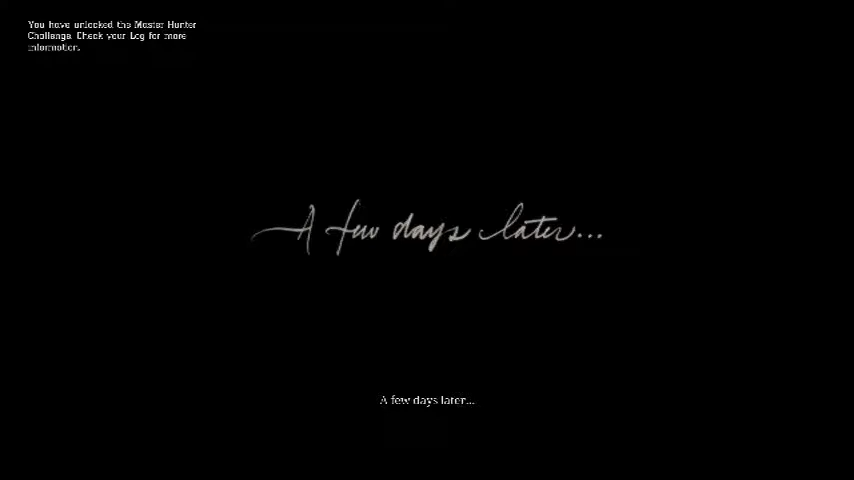 You have unlocked the Master Hunter
Challenge. Check your Log for more
information.
A few days later...
A few days later...